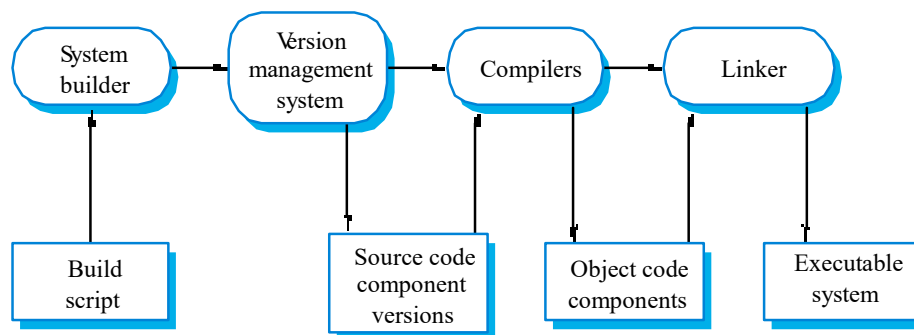 System
builder
Version
management
system
Compilers
Linker
Build
script
Source code
component
versions
Object code
components
Executable
system